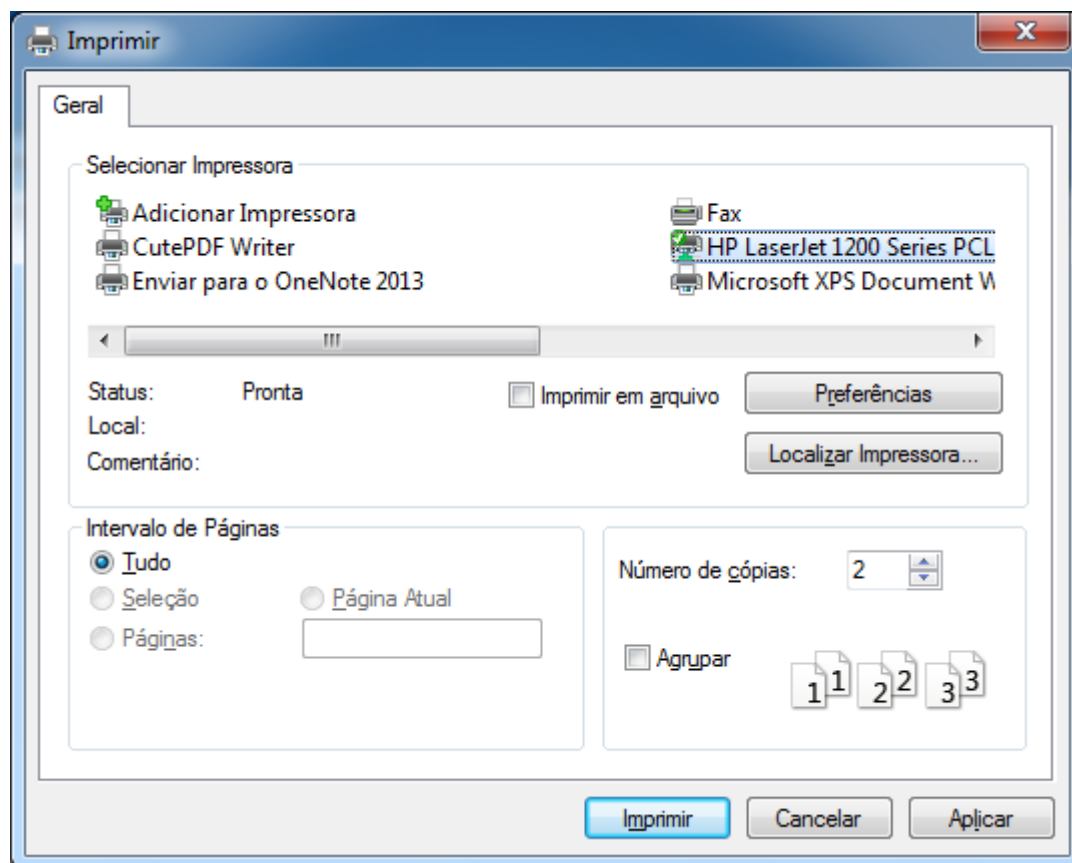 Imprimir
Geral
Selecionar Impressora
Adicionar Impressora
CutePDF Writer
Enviar para o OneNote 2013
Fax
HP LaserJet 1200 Series PCL
Microsoft XPS Document W
Status: Pronta
Imprimir em arquivo
Preferências
Local:
Comentário:
Localizar Impressora...
Intervalo de Páginas
Tudo
Seleção
Página Atual
Páginas:
Número de cópias: 2
Agrupar
1 1 2 2 3 3
Imprimir
Cancelar
Aplicar